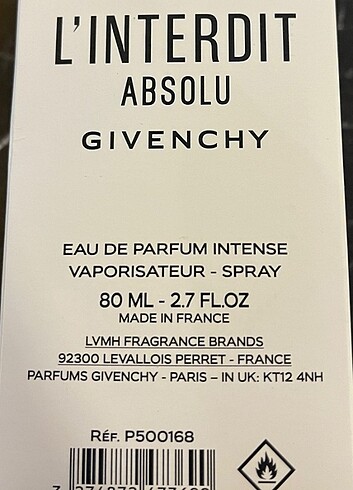 L'INTERDIT
ABSOLU
GIVENCHY
EAU DE PARFUM INTENSE
VAPORISATEUR - SPRAY
80 ML - 2.7 FL.OZ
MADE IN FRANCE
LVMH FRAGRANCE BRANDS
92300 LEVALLOIS PERRET - FRANCE
PARFUMS GIVENCHY - PARIS – IN UK: KT12 4NH
RÉF. P500168